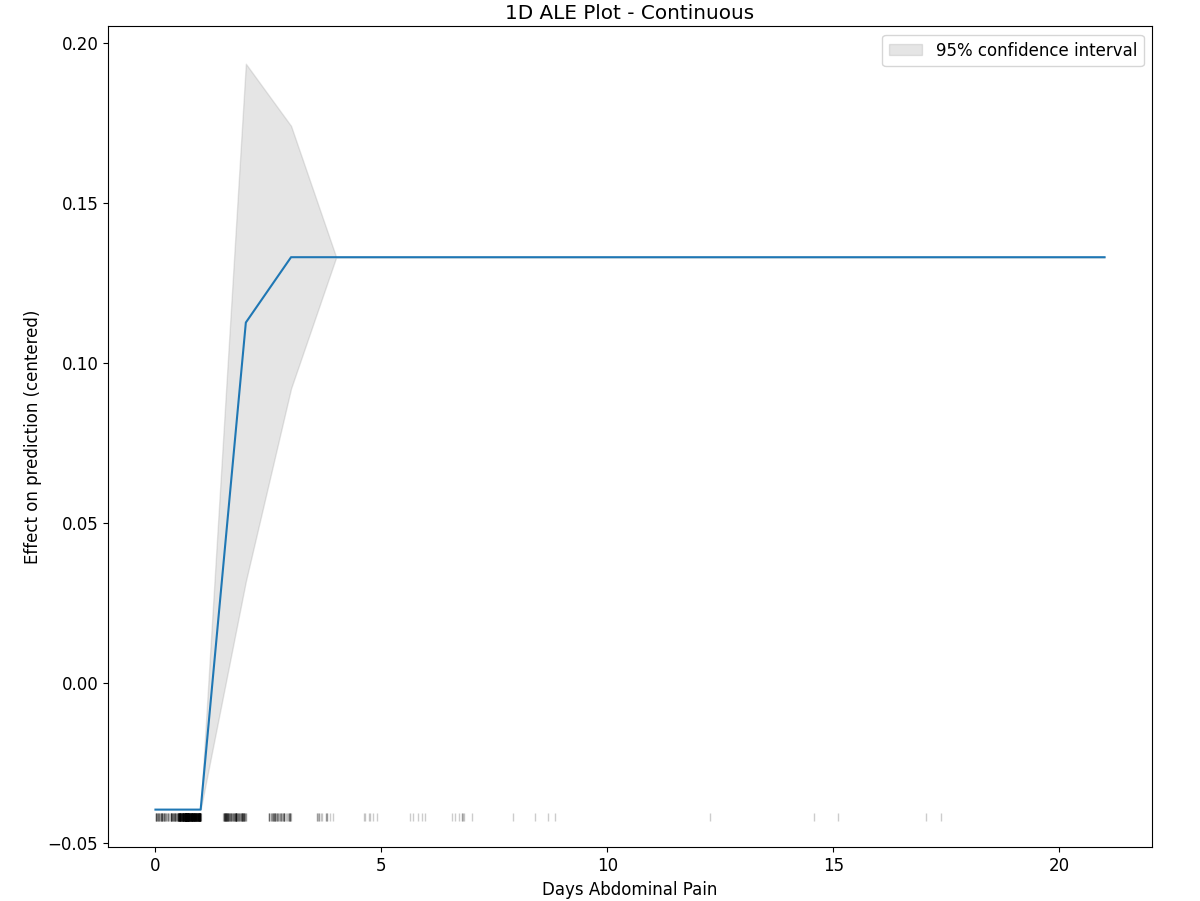 1D ALE Plot - Continuous
95% confidence interval
Effect on prediction (centered)
0.20
0.15
0.10
0.05
0.00
−0.05
0
5
10
15
20
Days Abdominal Pain